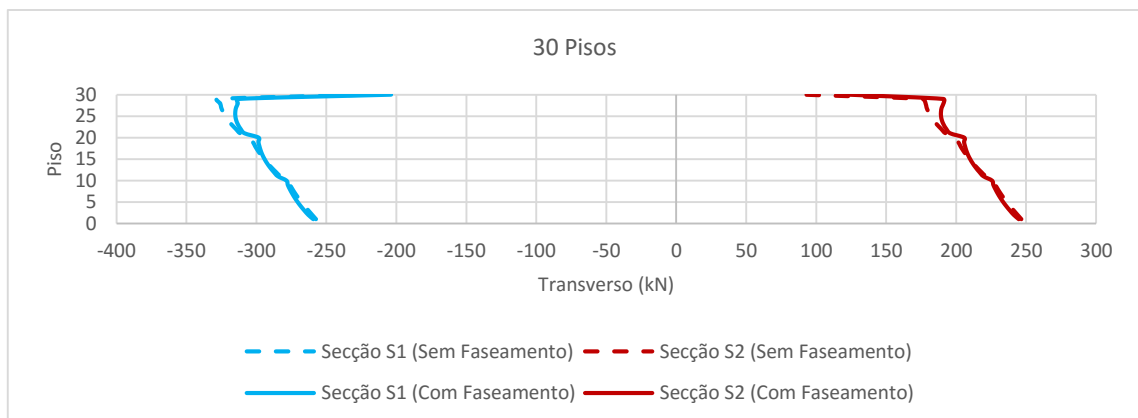 30 Pisos
30
25
20
15
10
5
0
Piso
-400 -350 -300 -250 -200 -150 -100 -50 0 50 100 150 200 250 300
Transverso (kN)
Secção S1 (Sem Faseamento) Secção S2 (Sem Faseamento)
Secção S1 (Com Faseamento) Secção S2 (Com Faseamento)